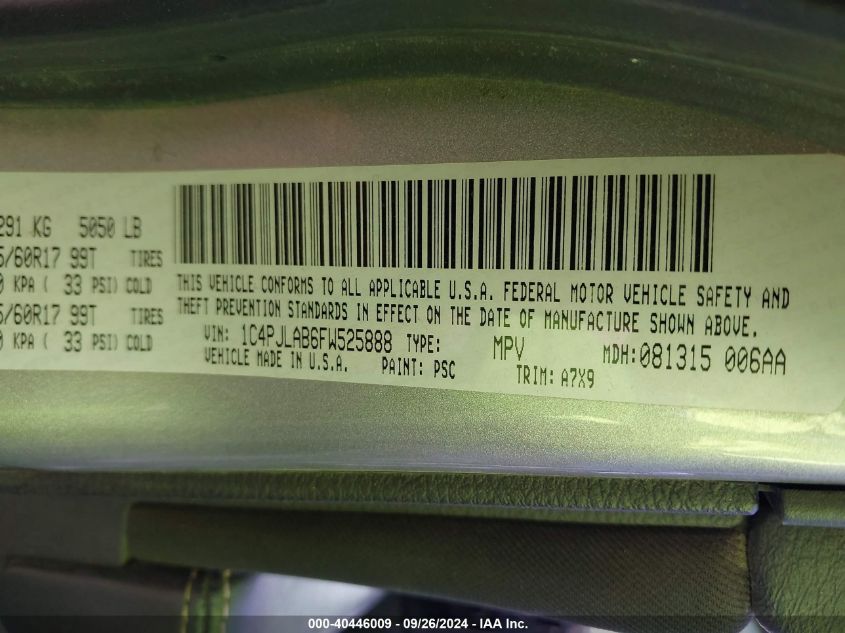 291 KG 5050 LB
5/60R17 99T TIRES
0 KPA ( 33 PSI) COLD
5/60R17 99T TIRES
0 KPA ( 33 PSI) COLD
THIS VEHICLE CONFORMS TO ALL APPLICABLE U.S.A. FEDERAL MOTOR VEHICLE SAFETY AND
THEFT PREVENTION STANDARDS IN EFFECT ON THE DATE OF MANUFACTURE SHOWN ABOVE.
VIN: 1C4PJLAB6FW525888 TYPE: MPV MDH:081315 006AA
VEHICLE MADE IN U.S.A. PAINT: PSC TRIM: A7X9
000-40446009 - 09/26/2024 - IAA Inc.